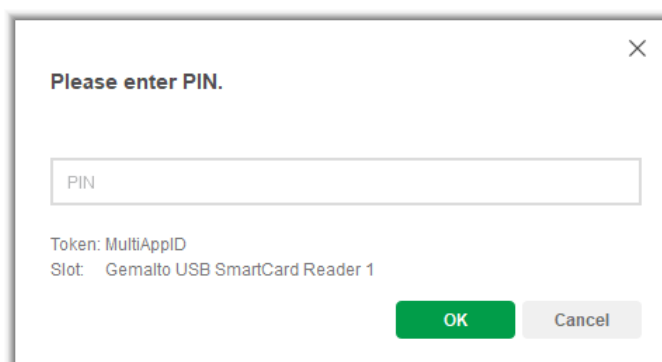 Please enter PIN.
PIN
Token: MultiAppID
Slot: Gemalto USB SmartCard Reader 1
OK Cancel